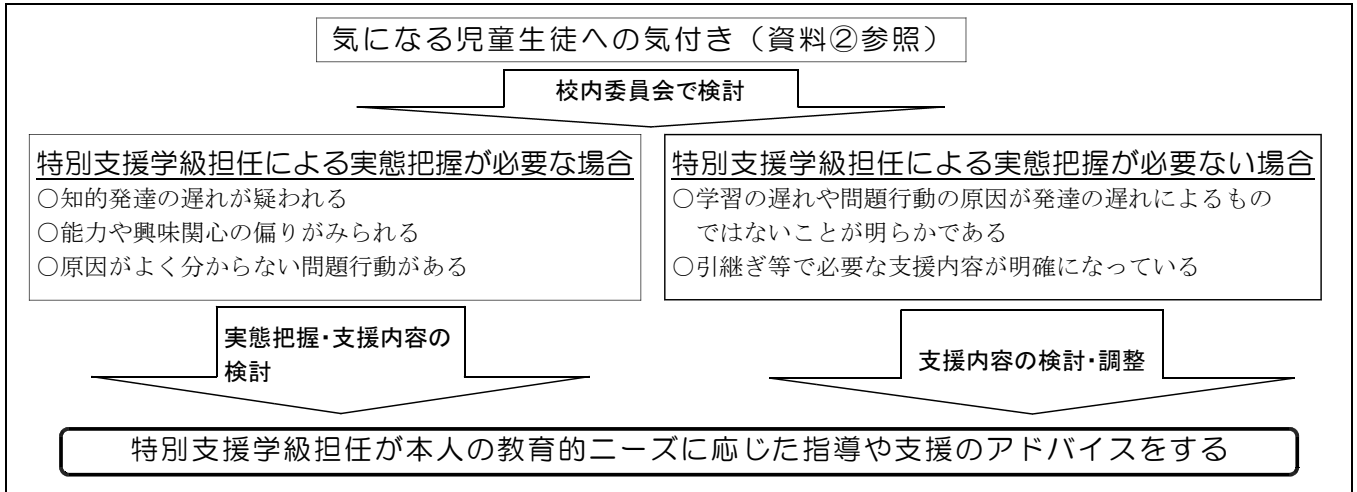 気になる児童生徒への気付き（資料②参照）
校内委員会で検討
特別支援学級担任による実態把握が必要な場合
○知的発達の遅れが疑われる
○能力や興味関心の偏りがみられる
○原因がよく分からない問題行動がある
特別支援学級担任による実態把握が必要ない場合
○学習の遅れや問題行動の原因が発達の遅れによるもの
ではないことが明らかである
○引継ぎ等で必要な支援内容が明確になっている
実態把握・支援内容の
検討
支援内容の検討・調整
特別支援学級担任が本人の教育的ニーズに応じた指導や支援のアドバイスをする